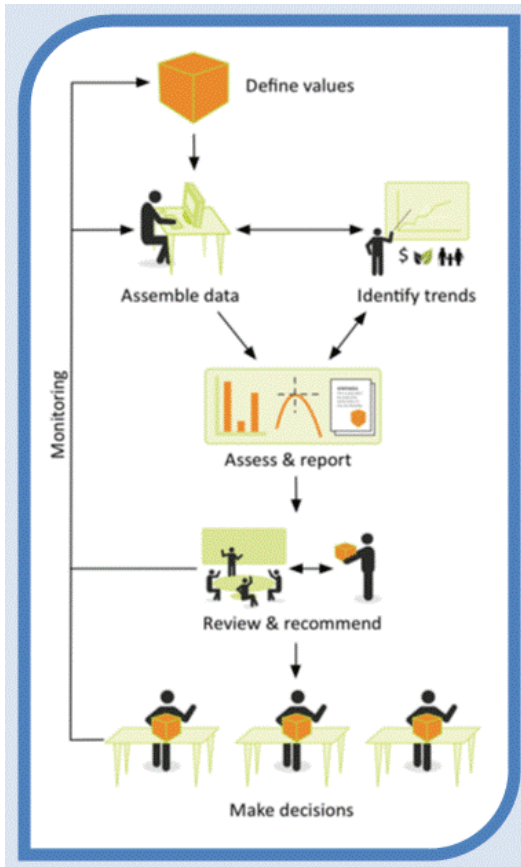 Define values
Assemble data
Identify trends
$
Monitoring
Assess & report
Review & recommend
Make decisions